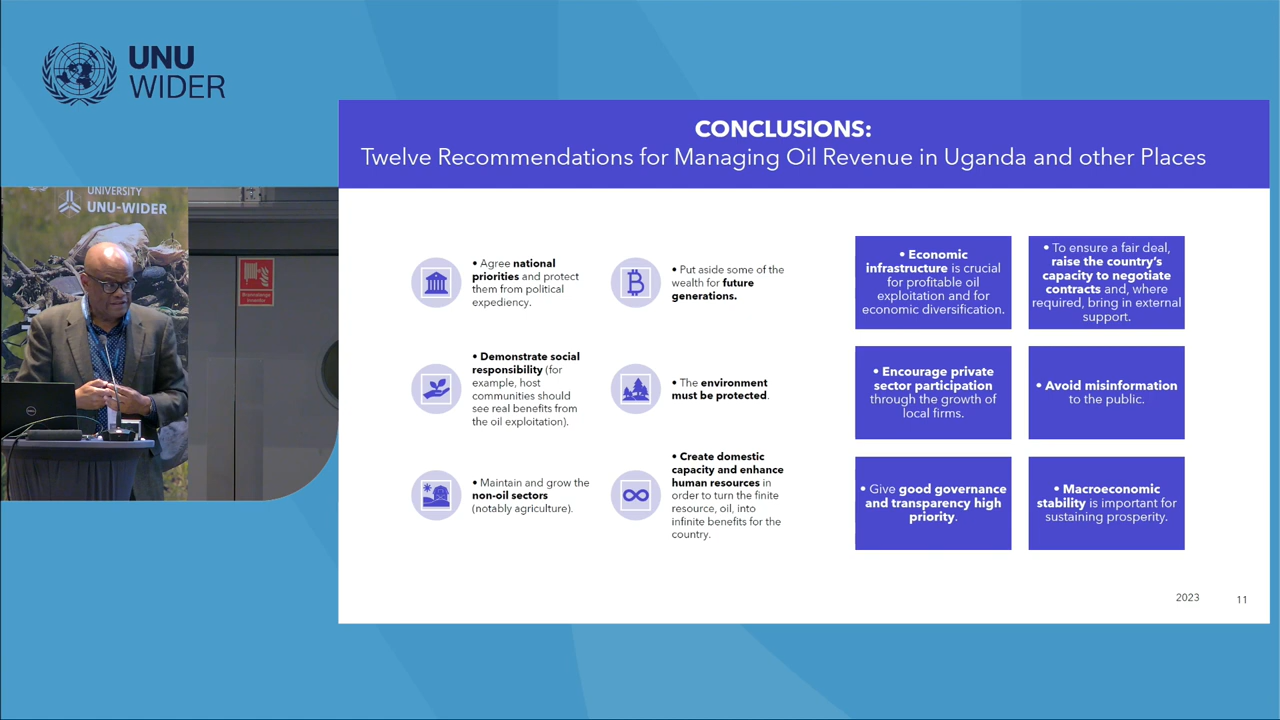 UNU
WIDER
CONCLUSIONS:
Twelve Recommendations for Managing Oil Revenue in Uganda and other Places
UNIVERSITY
UNU-WIDER
• Agree national
priorities and protect
them from political
expediency.
• Put aside some of the
wealth for future
generations.
• Demonstrate social
responsibility (for
example, host
communities should
see real benefits from
the oil exploitation).
• The environment
must be protected.
• Maintain and grow the
non-oil sectors
(notably agriculture).
• Create domestic
capacity and enhance
human resources in
order to turn the finite
resource, oil, into
infinite benefits for the
country.
• Economic
infrastructure is crucial
for profitable oil
exploitation and for
economic diversification.
• To ensure a fair deal,
raise the country's
capacity to negotiate
contracts and, where
required, bring in external
support.
• Encourage private
sector participation
through the growth of
local firms.
• Avoid misinformation
to the public.
• Give good governance
and transparency high
priority.
• Macroeconomic
stability is important for
sustaining prosperity.
2023
11